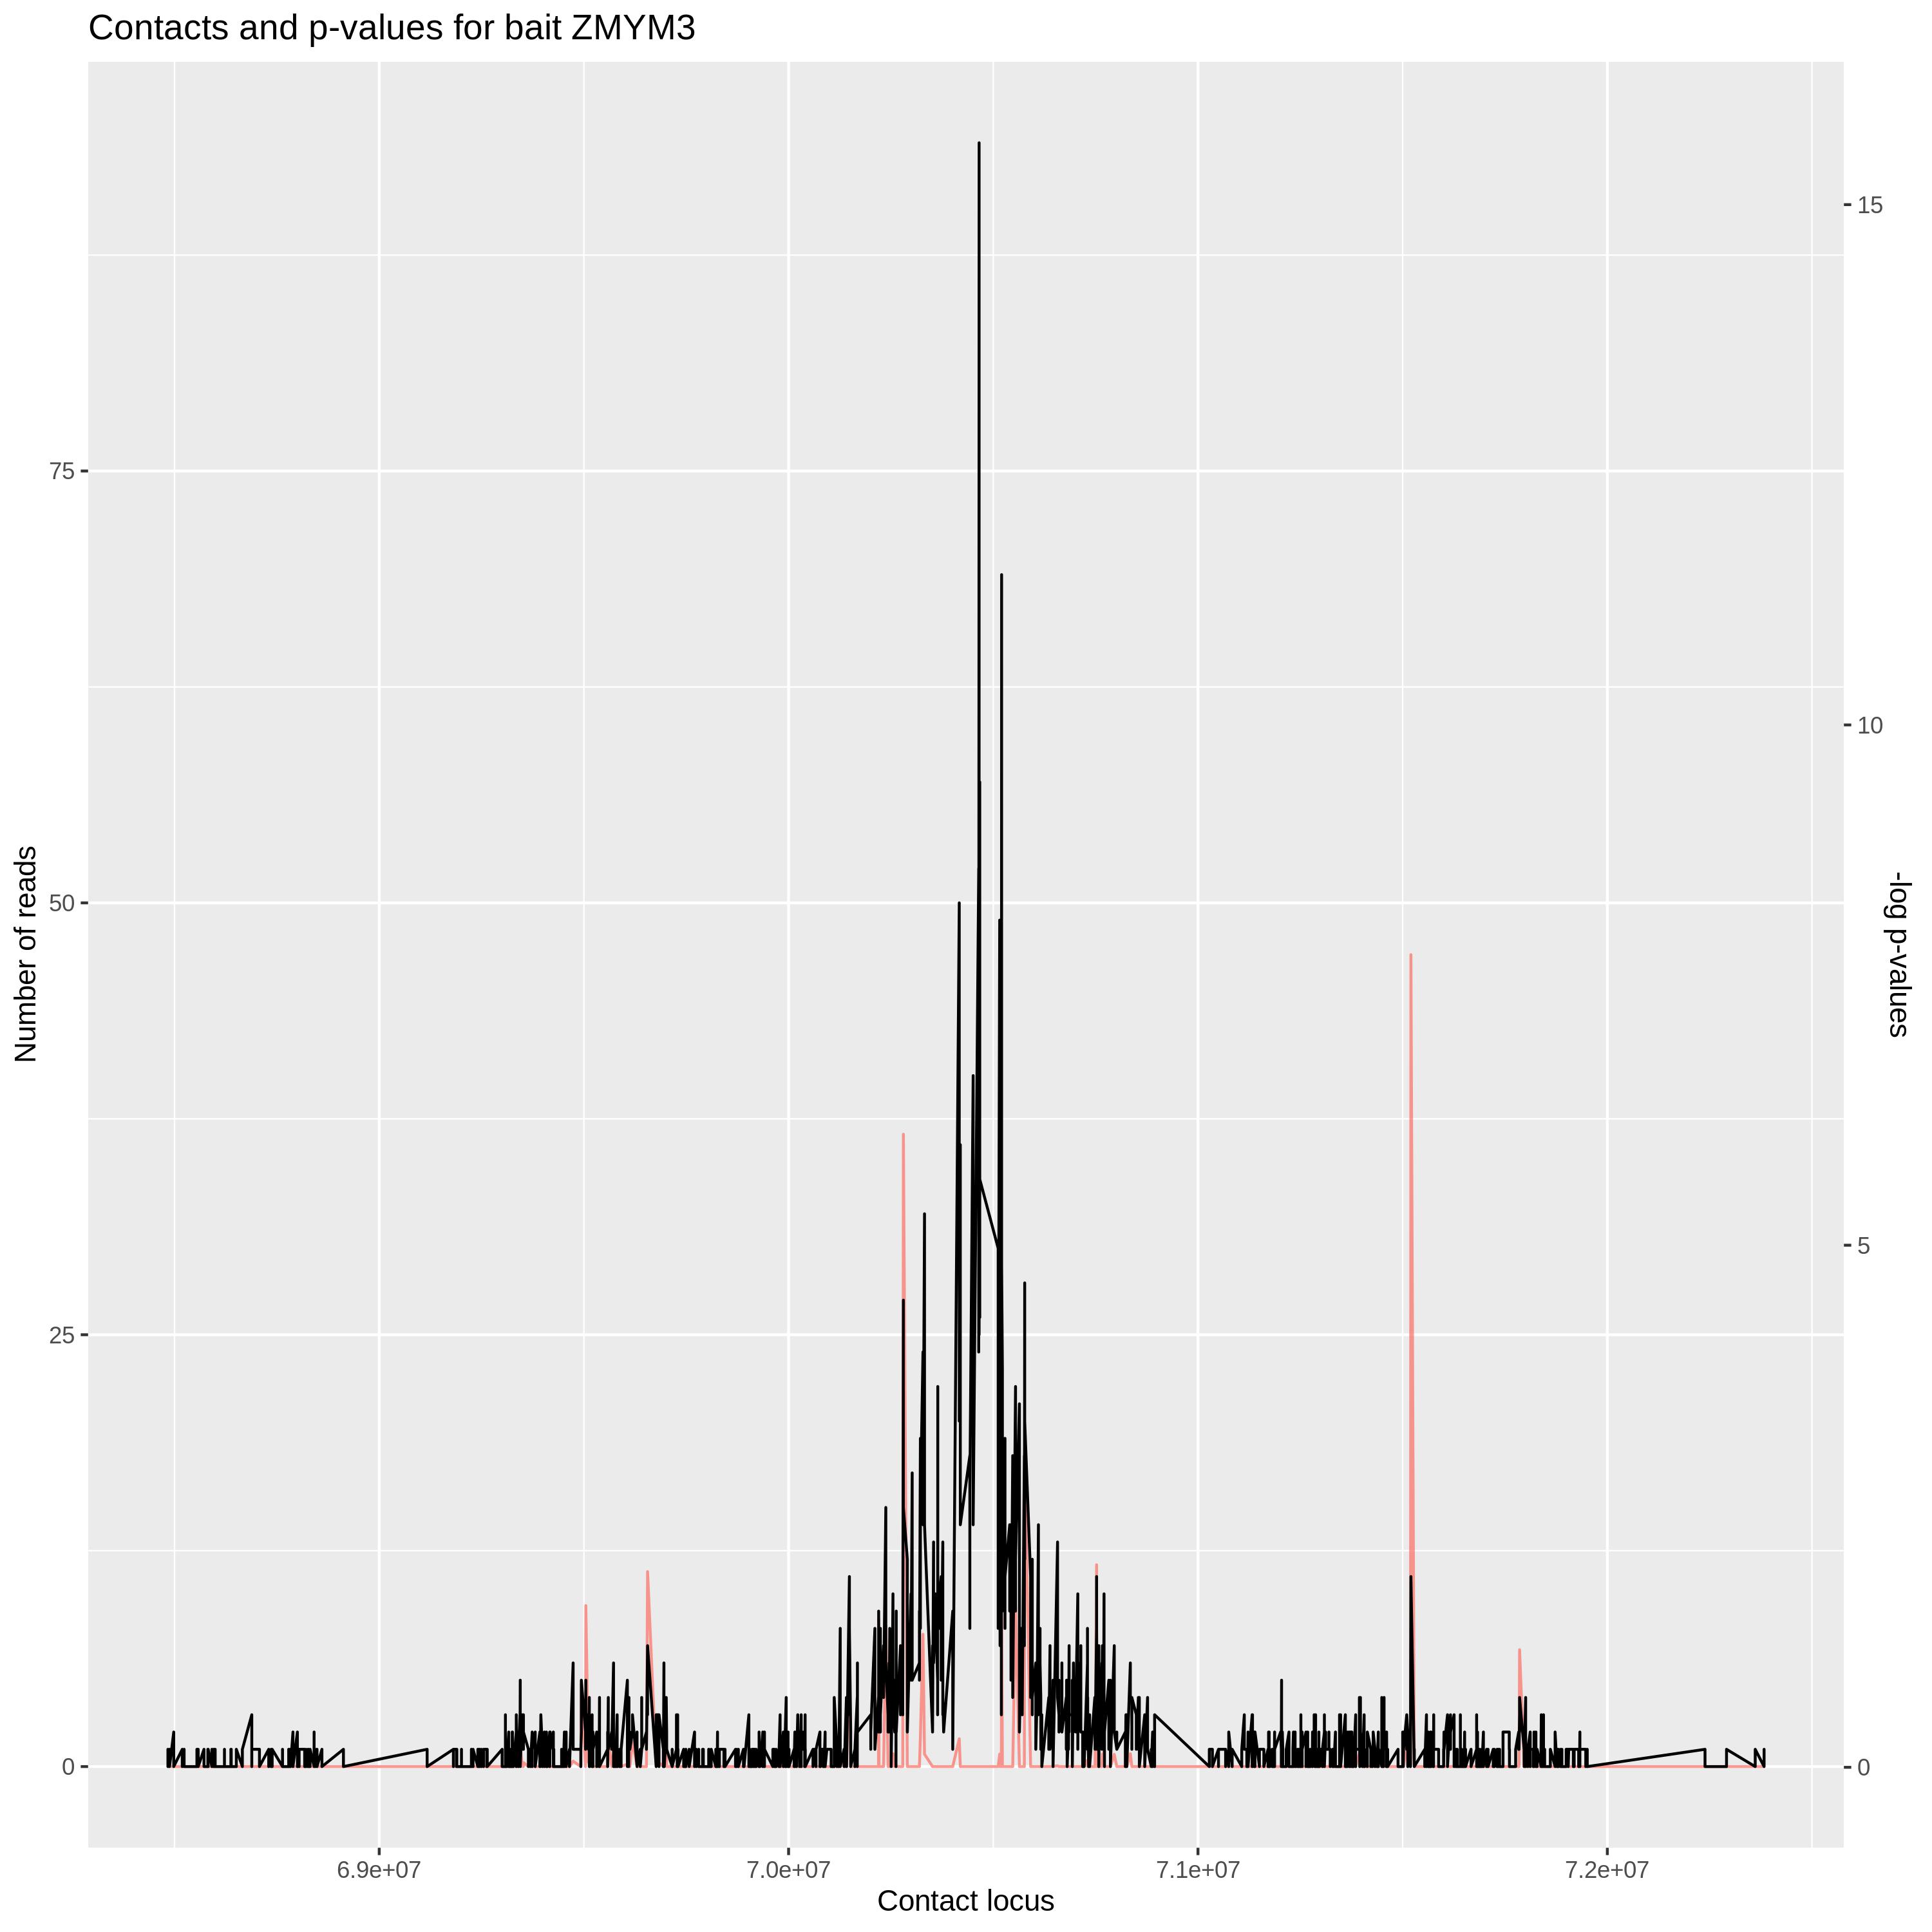 Contacts and p-values for bait ZMYM3
Number of reads
75
50
25
0
15
10
5
0
-log p-values
6.9e+07 7.0e+07 7.1e+07 7.2e+07
Contact locus